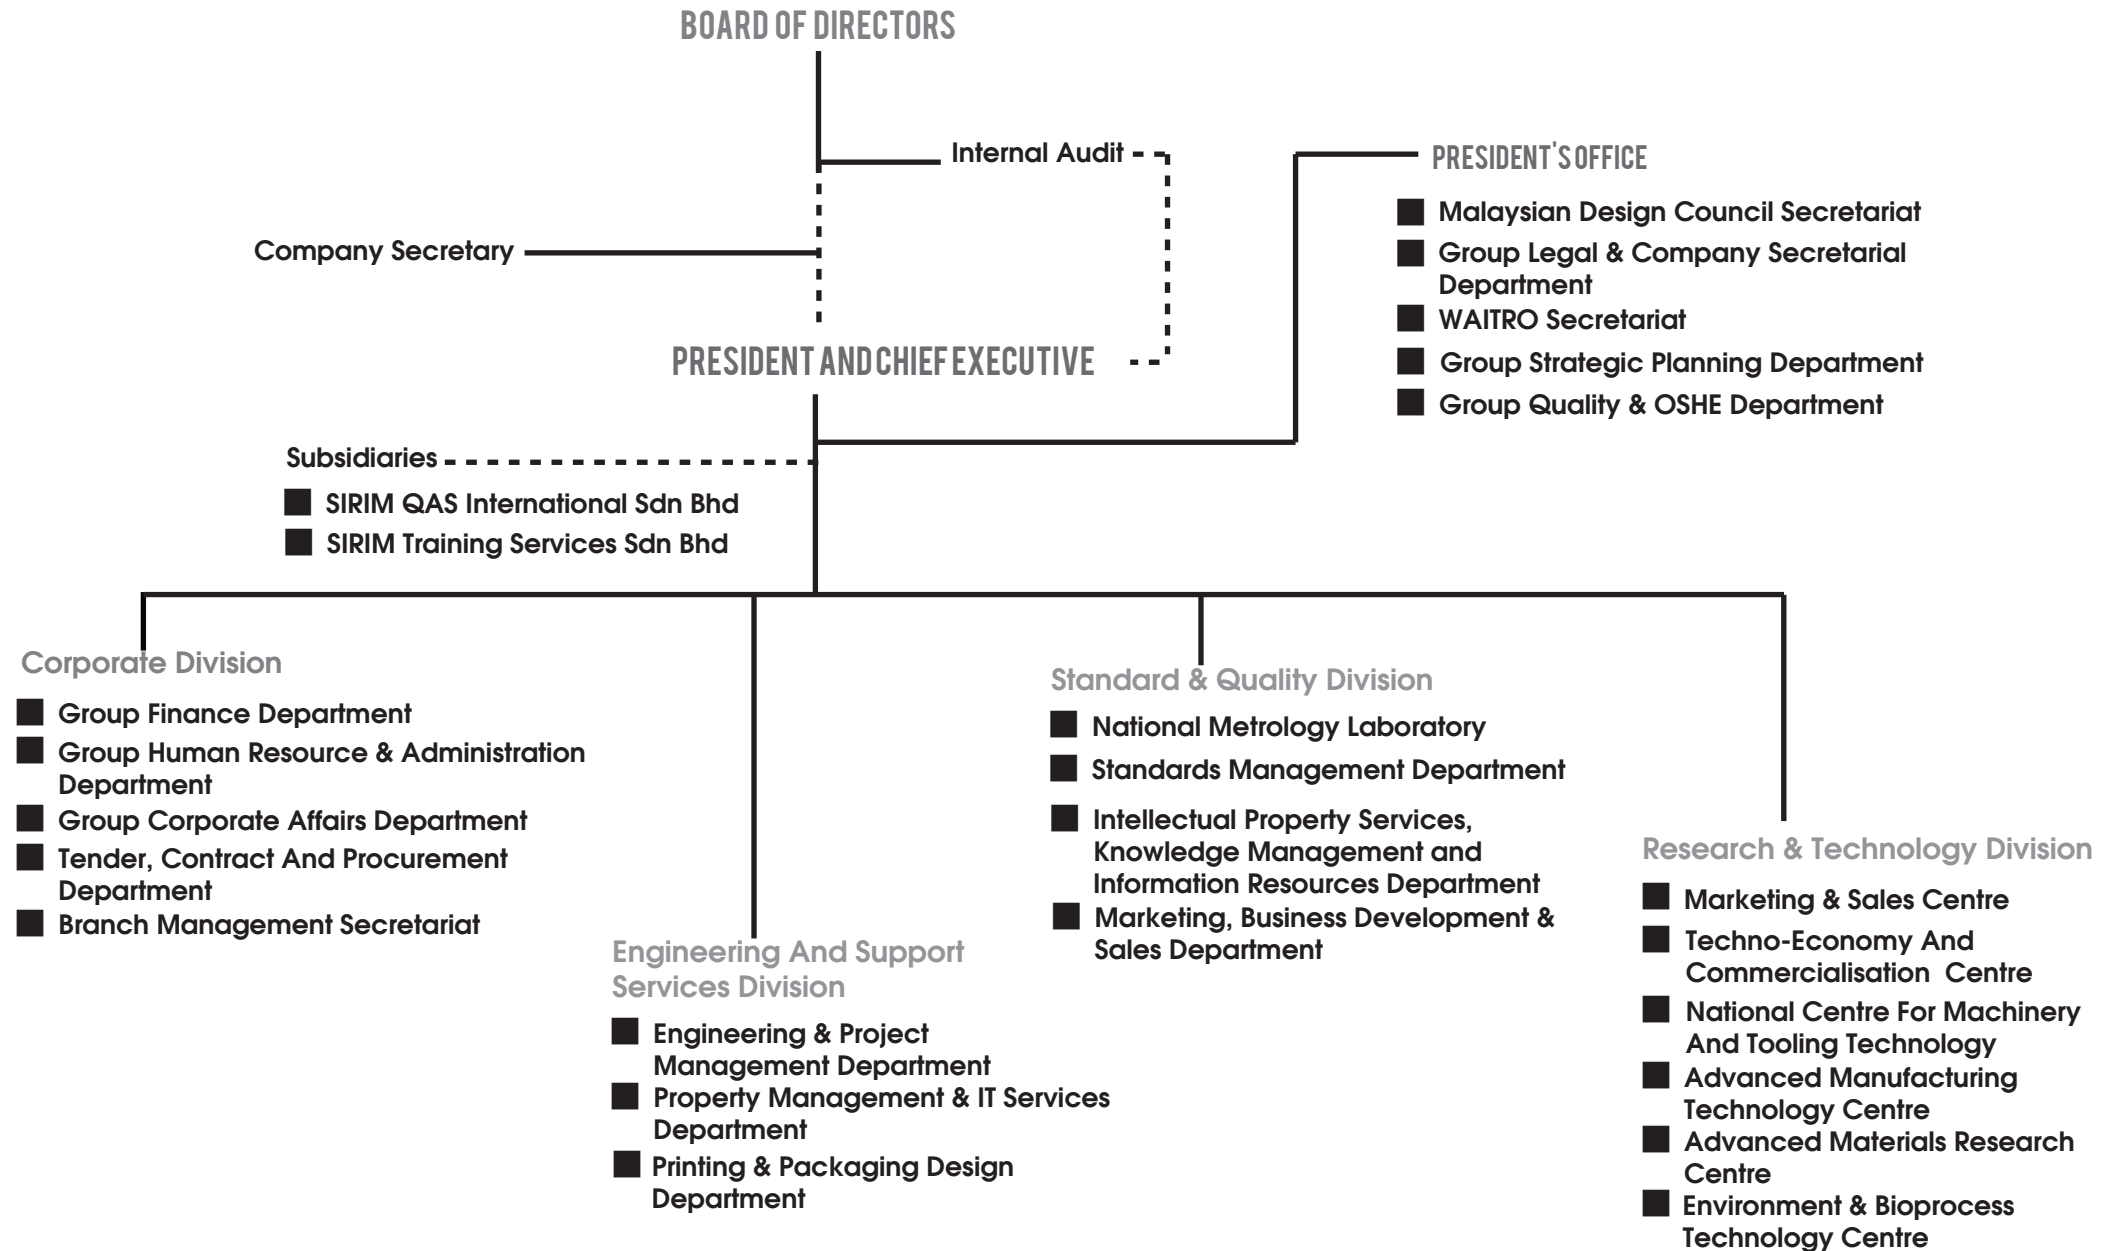 BOARD OF DIRECTORS
Internal Audit
PRESIDENT'S OFFICE
Malaysian Design Council Secretariat
Group Legal & Company Secretarial
Department
WAITRO Secretariat
Group Strategic Planning Department
Group Quality & OSHE Department
Company Secretary
PRESIDENT AND CHIEF EXECUTIVE
Subsidiaries
SIRIM QAS International Sdn Bhd
SIRIM Training Services Sdn Bhd
Corporate Division
Group Finance Department
Group Human Resource & Administration
Department
Group Corporate Affairs Department
Tender, Contract And Procurement
Department
Branch Management Secretariat
Engineering And Support
Services Division
Engineering & Project
Management Department
Property Management & IT Services
Department
Printing & Packaging Design
Department
Standard & Quality Division
National Metrology Laboratory
Standards Management Department
Intellectual Property Services,
Knowledge Management and
Information Resources Department
Marketing, Business Development &
Sales Department
Research & Technology Division
Marketing & Sales Centre
Techno-Economy And
Commercialisation Centre
National Centre For Machinery
And Tooling Technology
Advanced Manufacturing
Technology Centre
Advanced Materials Research
Centre
Environment & Bioprocess
Technology Centre